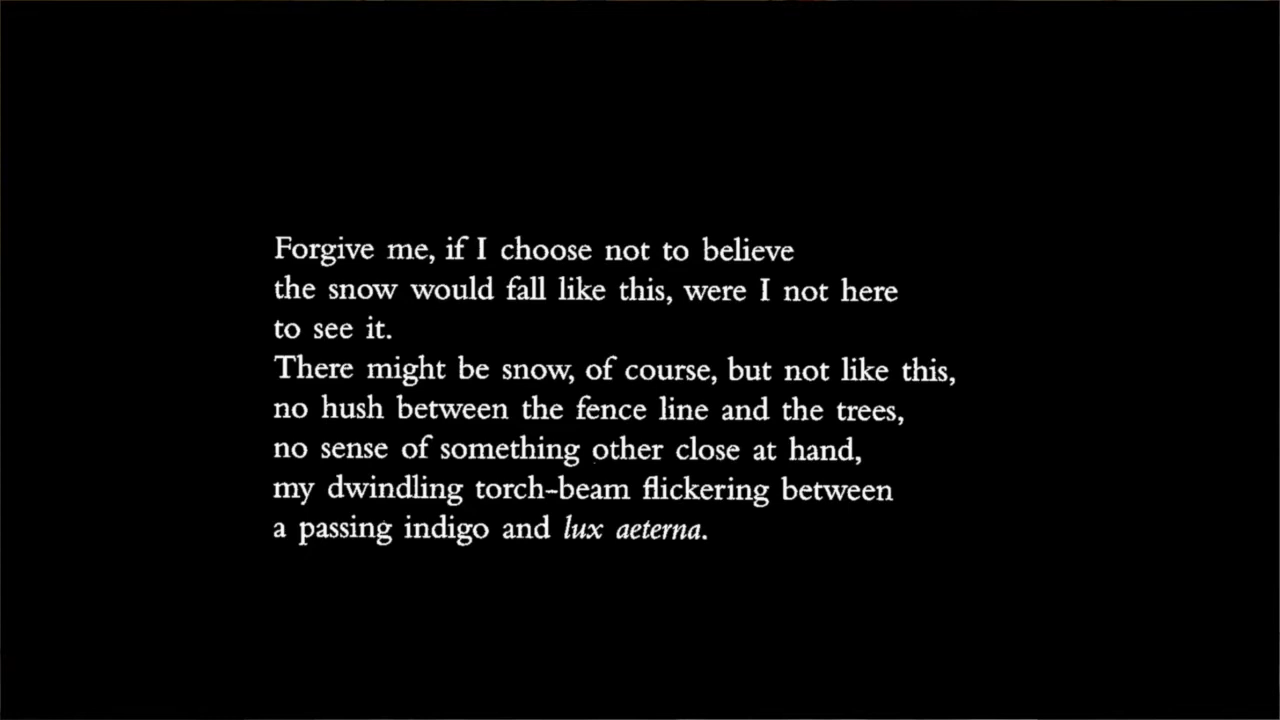 Forgive me, if I choose not to believe
the snow would fall like this, were I not here
to see it.
There might be snow, of course, but not like this,
no hush between the fence line and the trees,
no sense of something other close at hand,
my dwindling torch-beam flickering between
a passing indigo and lux aeterna.